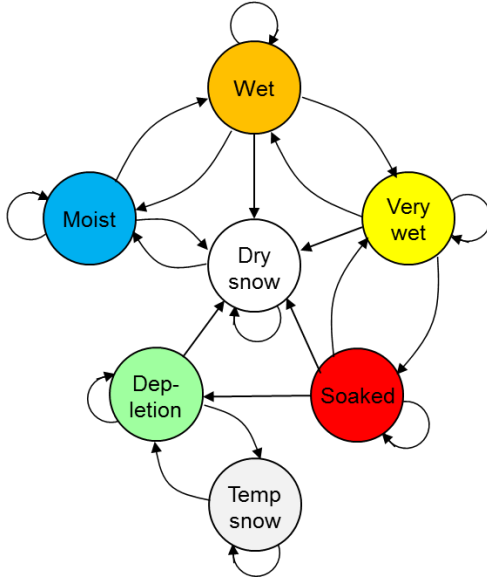 Wet
Moist
Very
wet
Dry
snow
Dep-
letion
Soaked
Temp
snow